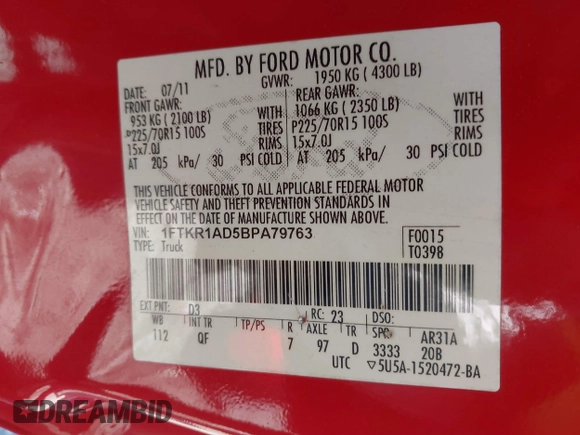 MFD. BY FORD MOTOR CO.
DATE: 07/11
GVWR: 1950 KG ( 4300 LB)
FRONT GAWR:
953 KG ( 2100 LB)
WITH
P225/70R15 100S
TIRES
15x7.0J
RIMS
AT 205 kPa/ 30 PSI COLD
REAR GAWR:
1066 KG ( 2350 LB)
WITH
P225/70R15 100S
TIRES
15x7.0J
RIMS
AT 205 kPa/ 30 PSI COLD
THIS VEHICLE CONFORMS TO ALL APPLICABLE FEDERAL MOTOR
VEHICLE SAFETY AND THEFT PREVENTION STANDARDS IN
EFFECT ON THE DATE OF MANUFACTURE SHOWN ABOVE.
VIN: 1FTKR1AD5BPA79763
TYPE: Truck
F0015
T0398
EXT PNT: D3 RC: 23 DSO:
WB INT TR TP/PS R AXLE TR SPG AR31A
112 QF 7 97 D 3333 20B
UTC ▽5U5A-1520472-BA
DREAMBID